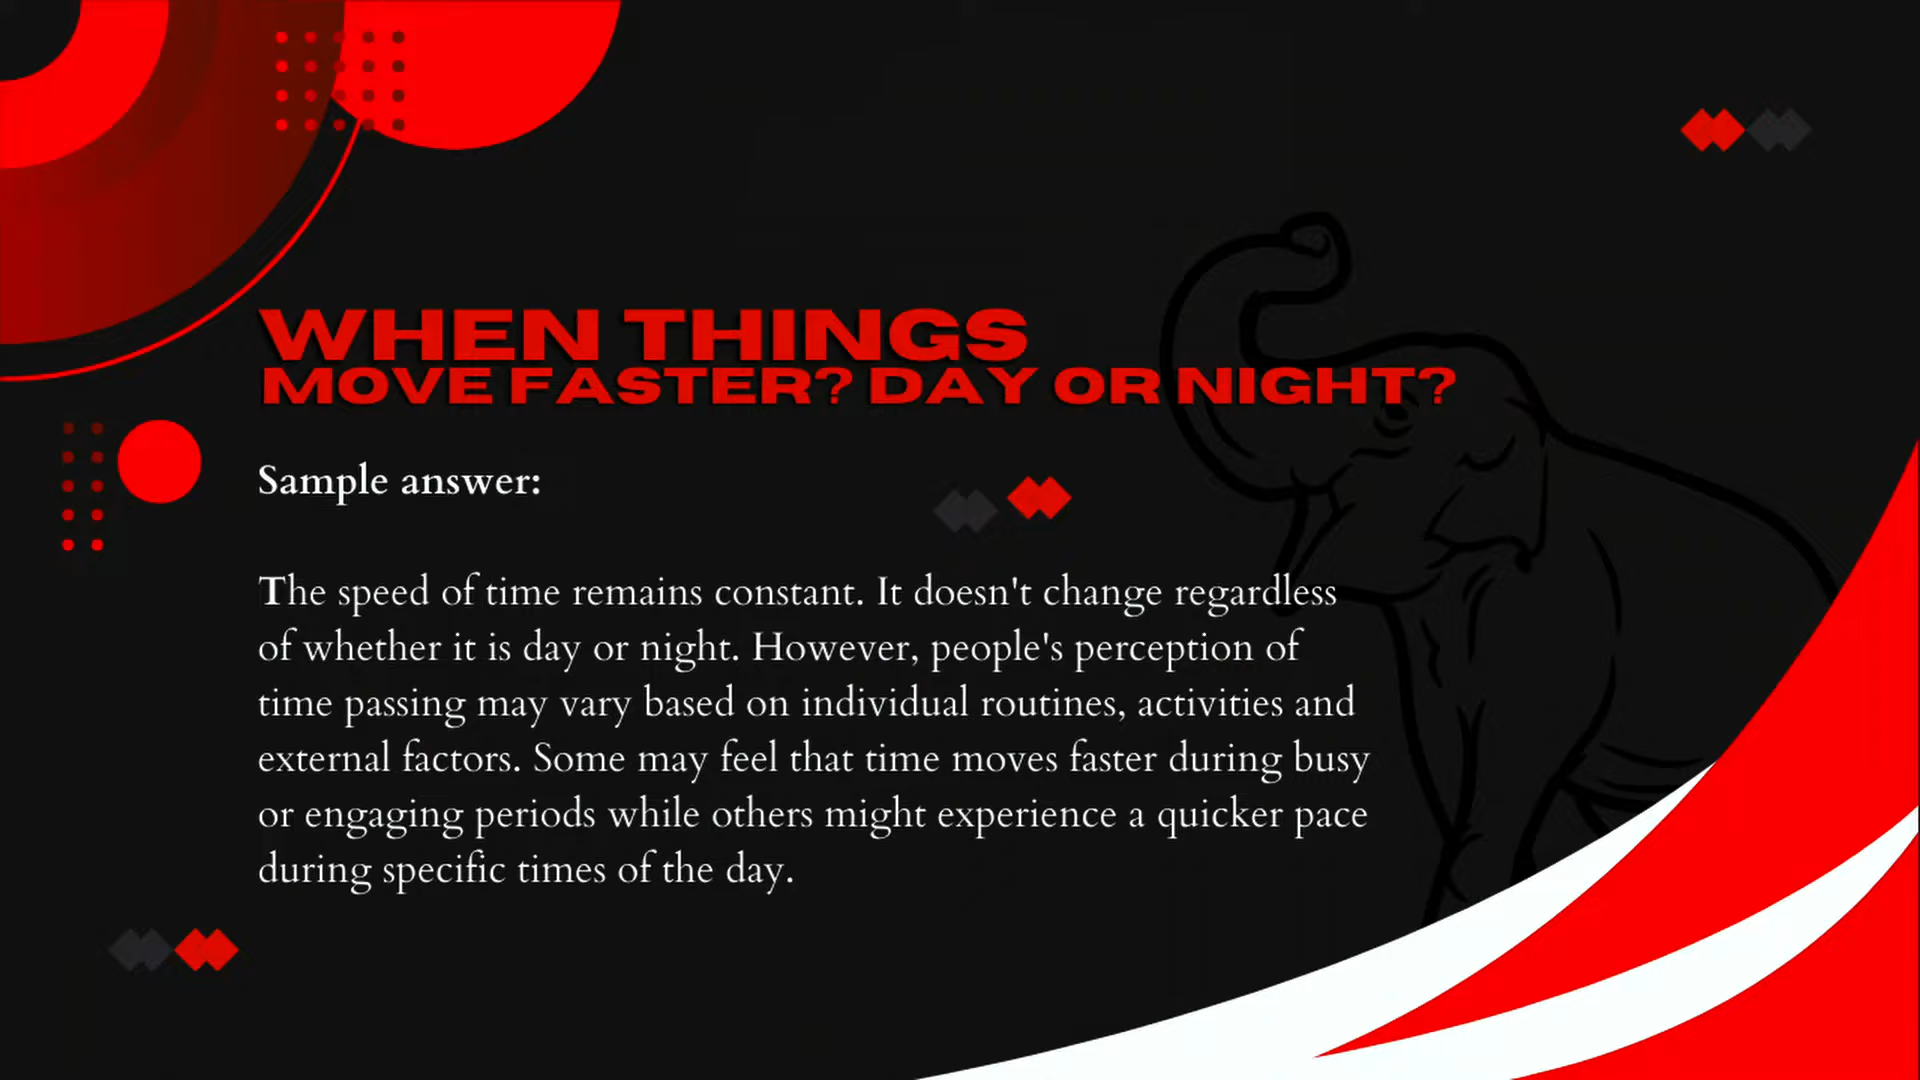 WHEN THINGS
MOVE FASTER? DAY OR NIGHT?
Sample answer:
The speed of time remains constant. It doesn't change regardless
of whether it is day or night. However, people's perception of
time passing may vary based on individual routines, activities and
external factors. Some may feel that time moves faster during busy
or engaging periods while others might experience a quicker pace
during specific times of the day.